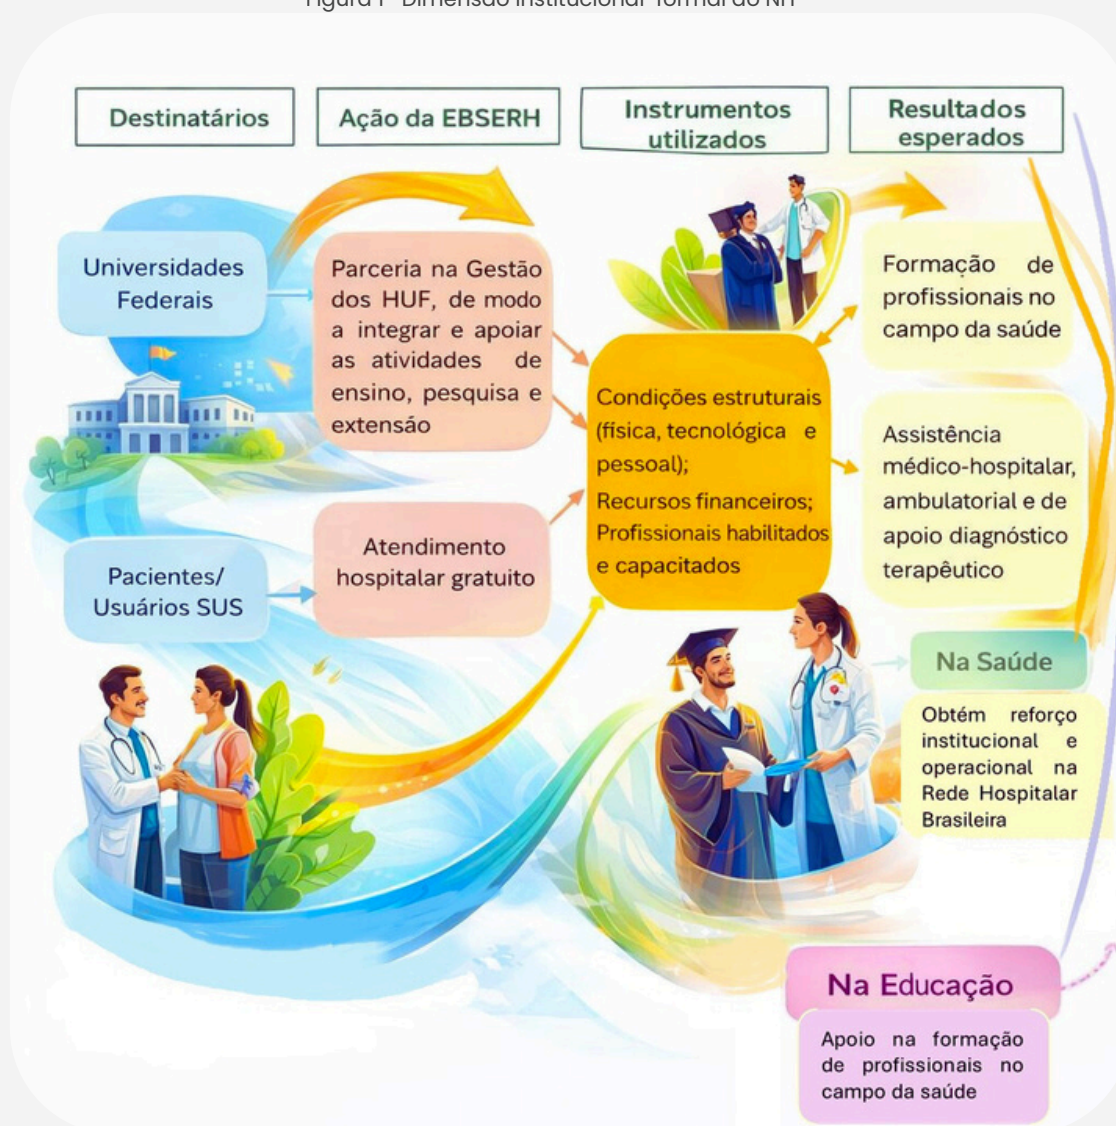 Destinatários
Ação da EBSERH
Instrumentos
utilizados
Resultados
esperados
Universidades
Federais
Parceria na Gestão
dos HUF, de modo
a integrar e apoiar
as atividades de
ensino, pesquisa e
extensáo
Condições estruturais
(física, tecnológica e
pessoal);
Recursos financeiros;
Profissionais habilitados
e capacitados
Formação de
profissionais no
campo da saúde
Assistência
médico-hospitalar,
ambulatorial e de
apoio diagnóstico
terapêutico
Pacientes/
Usuários SUS
Atendimento
hospitalar gratuito
Na Saúde
Obtém reforço
institucional e
operacional na
Rede Hospitalar
Brasileira
Na Educação
Apoio na formação
de profissionais no
campo da saúde